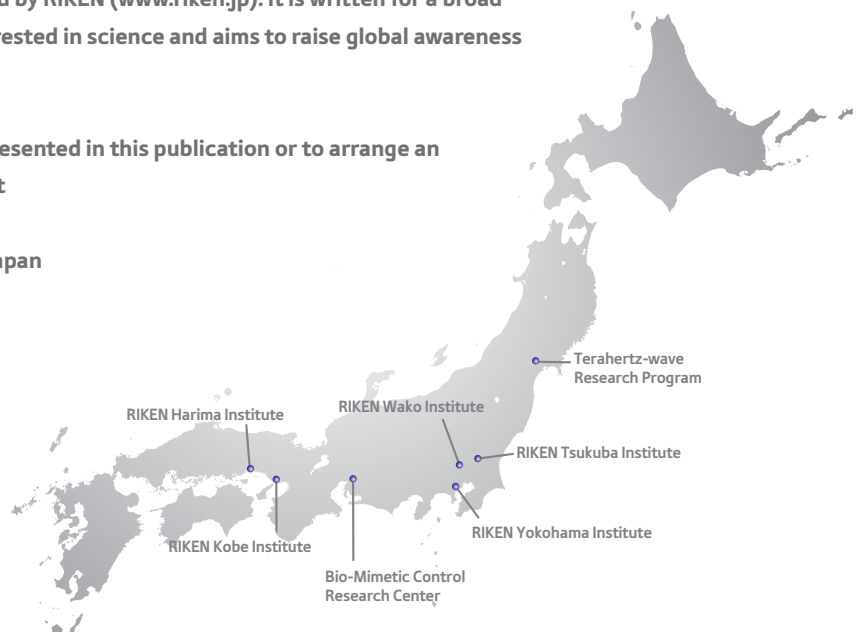 by RIKEN (www.riken.jp). It is written for a broad
rested in science and aims to raise global awareness
esented in this publication or to arrange an
t
apan
Terahertz-wave
Research Program
RIKEN Harima Institute
RIKEN Wako Institute
RIKEN Tsukuba Institute
RIKEN Yokohama Institute
RIKEN Kobe Institute
Bio-Mimetic Control
Research Center